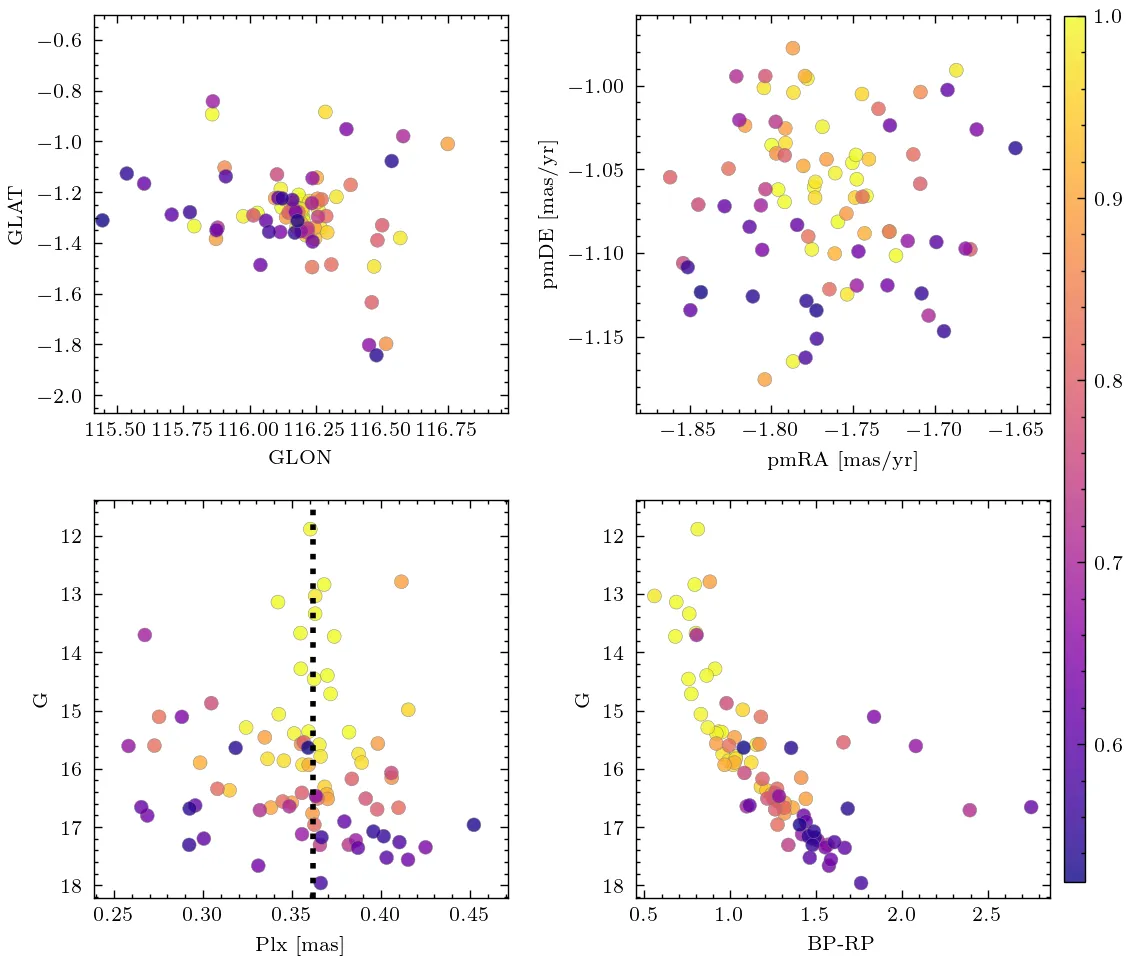 −0.6
−0.8
−1.0
−1.2
−1.4
−1.6
−1.8
−2.0
GLAT
115.50 115.75 116.00 116.25 116.50 116.75
GLON
−1.00
−1.05
−1.10
−1.15
pmDE [mas/yr]
−1.85 −1.80 −1.75 −1.70 −1.65
pmRA [mas/yr]
1.0
0.9
0.8
0.7
0.6
12
13
14
15
16
17
18
G
0.25 0.30 0.35 0.40 0.45
Plx [mas]
12
13
14
15
16
17
18
G
0.5 1.0 1.5 2.0 2.5
BP-RP